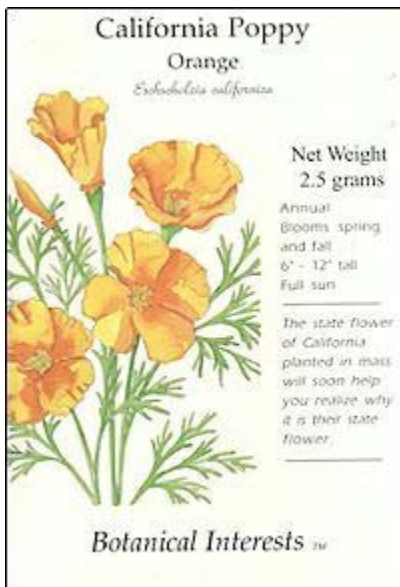 California Poppy
Orange
Eschscholzia californica
Net Weight
2.5 grams
Annual
Blooms spring
and fall
6" - 12" tall
Full sun
The state flower
of California
planted in mass
will soon help
you realize why
it is their state
flower.
Botanical Interests TM